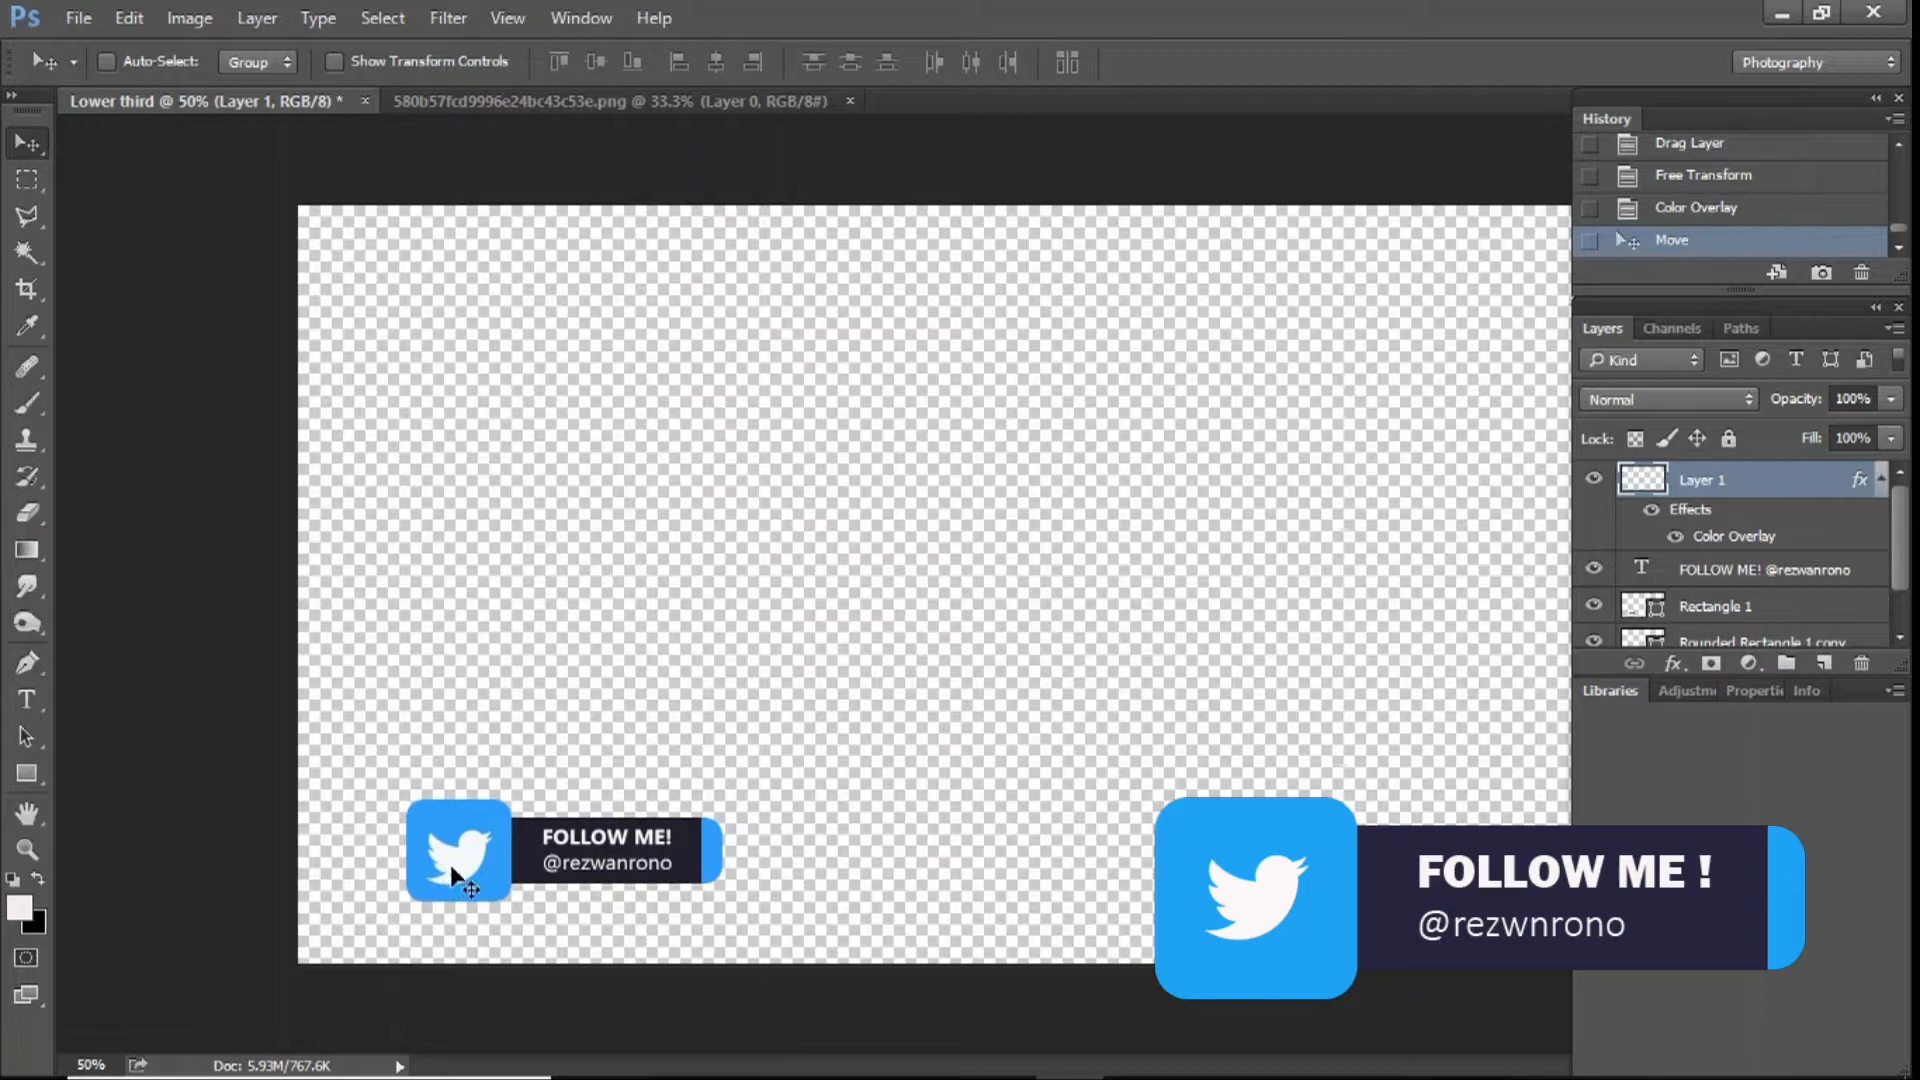 Ps File Edit Image Layer Type Select Filter View Window Help
Auto-Select: Group Show Transform Controls Photography
Lower third @ 50% (Layer 1, RGB/8) * × 580b57fcd9996e24bc43c53e.png @ 33.3% (Layer 0, RGB/8#) ×
History
Drag Layer
Free Transform
Color Overlay
Move
Layers Channels Paths
Kind
Normal Opacity: 100%
Lock: Fill: 100%
Layer 1 fx
Effects
Color Overlay
T FOLLOW ME! @rezwanrono
Rectangle 1
Rounded Rectangle 1 copy
fx
Libraries Adjustm Properti Info
FOLLOW ME!
@rezwanrono
FOLLOW ME !
@rezwnrono
50% Doc: 5.93M/767.6K